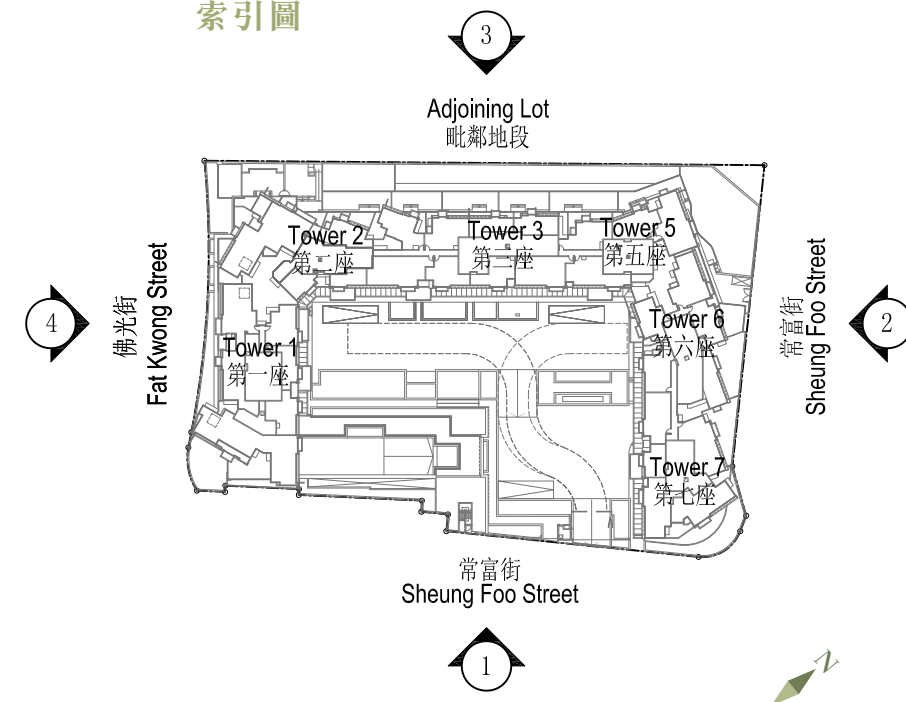 索引圖
3
Adjoining Lot
毗鄰地段
Tower 2
第二座
Tower 3
第三座
Tower 5
第五座
4
佛光街
Fat Kwong Street
Tower 1
第一座
Tower 6
第六座
常富街
Sheung Foo Street
2
Tower 7
第七座
常富街
Sheung Foo Street
1
N